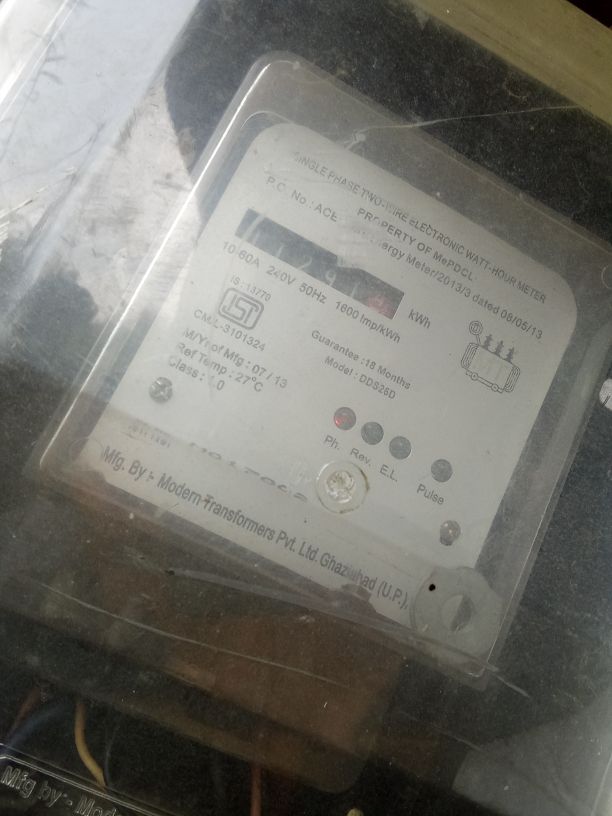 SINGLE PHASE TWO-WIRE ELECTRONIC WATT-HOUR METER
PROPERTY OF MePDCL
P.C. No : ACE Energy Meter/2013/3 dated 08/05/13
kWh
10-60A 240V 50Hz 1600 Imp/kWh
IS : 13779
CM/L-3101324
M/Yr of Mfg : 07 / 13
Ref Temp : 27°C
Class : 1.0
Guarantee : 18 Months
Model : DDS26D
Ph. Rev. E.L. Pulse
Mfg. By :- Modern Transformers Pvt. Ltd. Ghaziabad (U.P.).
Mfg by :-